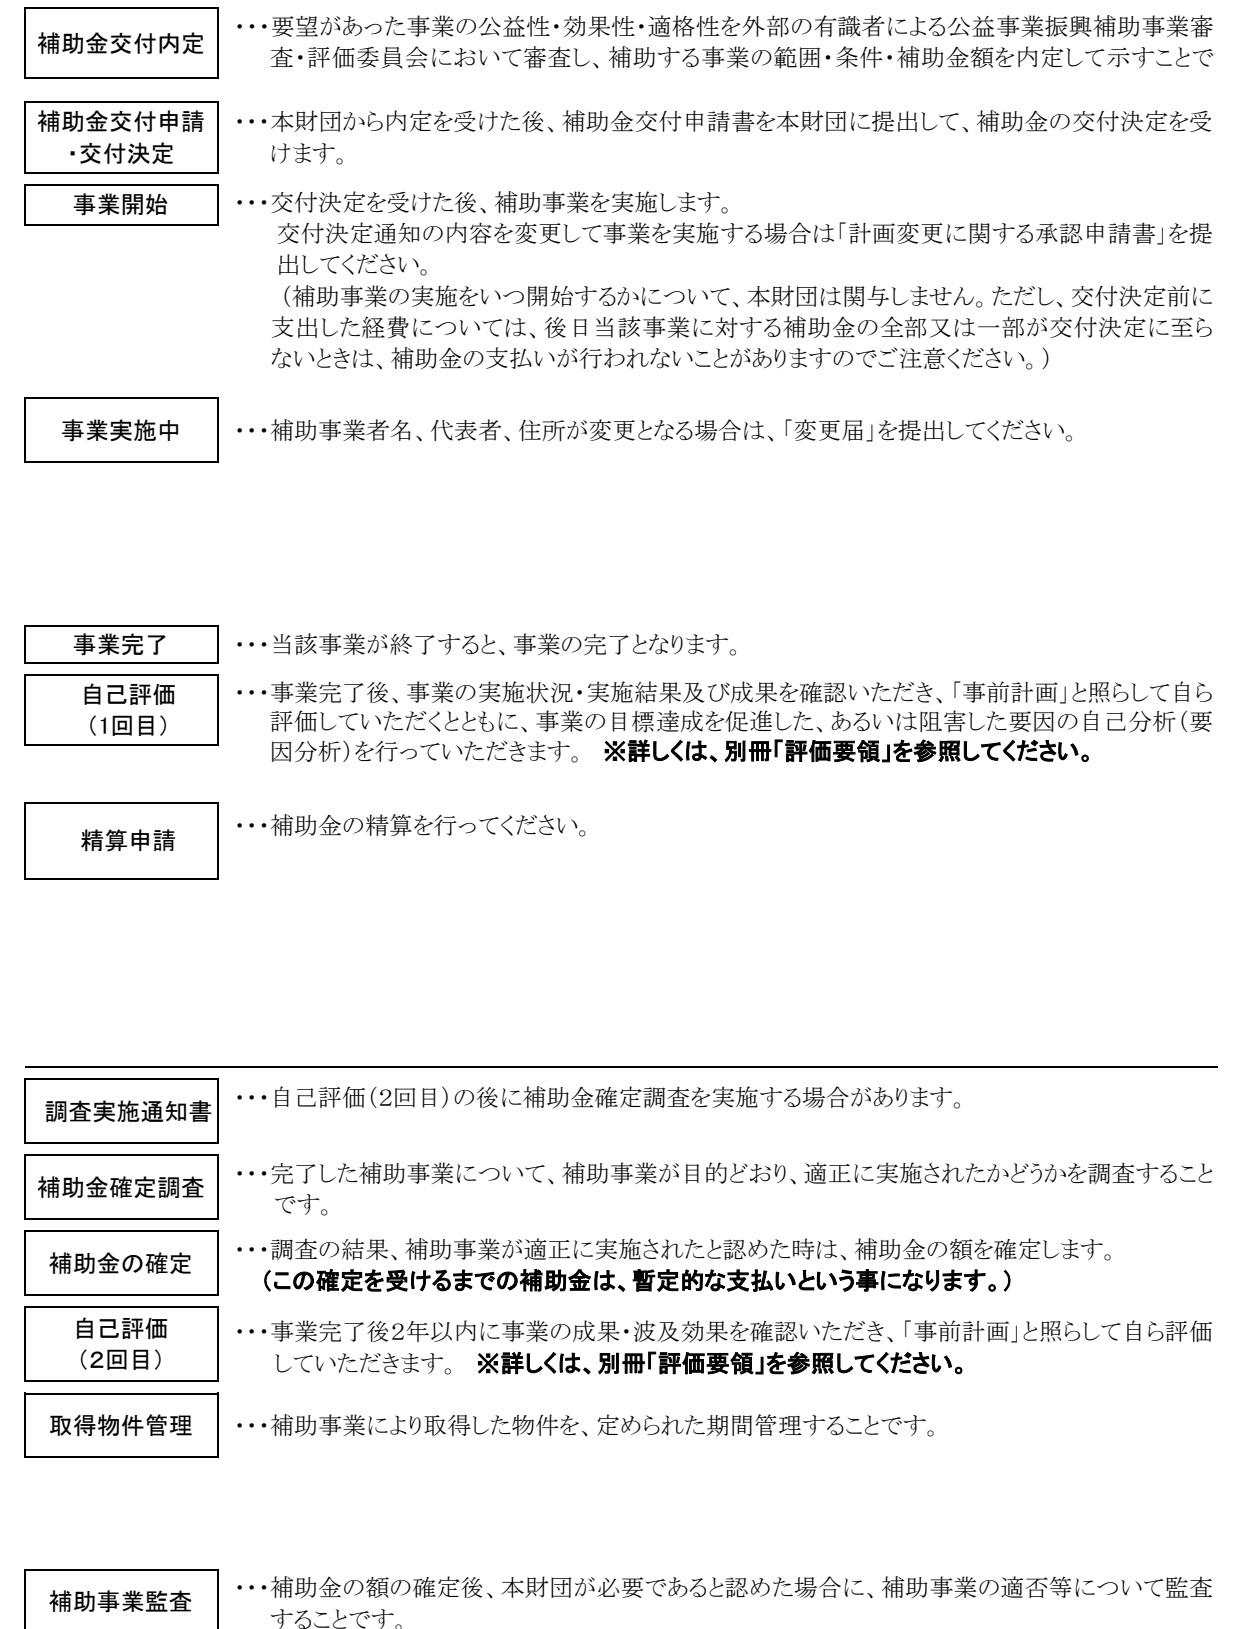 補助金交付内定
・・・要望があった事業の公益性・効果性・適格性を外部の有識者による公益事業振興補助事業審
査・評価委員会において審査し、補助する事業の範囲・条件・補助金額を内定して示すことで
補助金交付申請
・交付決定
・・・本財団から内定を受けた後、補助金交付申請書を本財団に提出して、補助金の交付決定を受
けます。
事業開始
・・・交付決定を受けた後、補助事業を実施します。
交付決定通知の内容を変更して事業を実施する場合は「計画変更に関する承認申請書」を提
出してください。
（補助事業の実施をいつ開始するかについて、本財団は関与しません。ただし、交付決定前に
支出した経費については、後日当該事業に対する補助金の全部又は一部が交付決定に至ら
ないときは、補助金の支払いが行われないことがありますのでご注意ください。）
事業実施中
・・・補助事業者名、代表者、住所が変更となる場合は、「変更届」を提出してください。
事業完了
・・・当該事業が終了すると、事業の完了となります。
自己評価
（1回目）
・・・事業完了後、事業の実施状況・実施結果及び成果を確認いただき、「事前計画」と照らして自ら
評価していただくとともに、事業の目標達成を促進した、あるいは阻害した要因の自己分析（要
因分析）を行っていただきます。　※詳しくは、別冊「評価要領」を参照してください。
精算申請
・・・補助金の精算を行ってください。
調査実施通知書
・・・自己評価（2回目）の後に補助金確定調査を実施する場合があります。
補助金確定調査
・・・完了した補助事業について、補助事業が目的どおり、適正に実施されたかどうかを調査すること
です。
補助金の確定
・・・調査の結果、補助事業が適正に実施されたと認めた時は、補助金の額を確定します。
（この確定を受けるまでの補助金は、暫定的な支払いという事になります。）
自己評価
（2回目）
・・・事業完了後2年以内に事業の成果・波及効果を確認いただき、「事前計画」と照らして自ら評価
していただきます。　※詳しくは、別冊「評価要領」を参照してください。
取得物件管理
・・・補助事業により取得した物件を、定められた期間管理することです。
補助事業監査
・・・補助金の額の確定後、本財団が必要であると認めた場合に、補助事業の適否等について監査
することです。